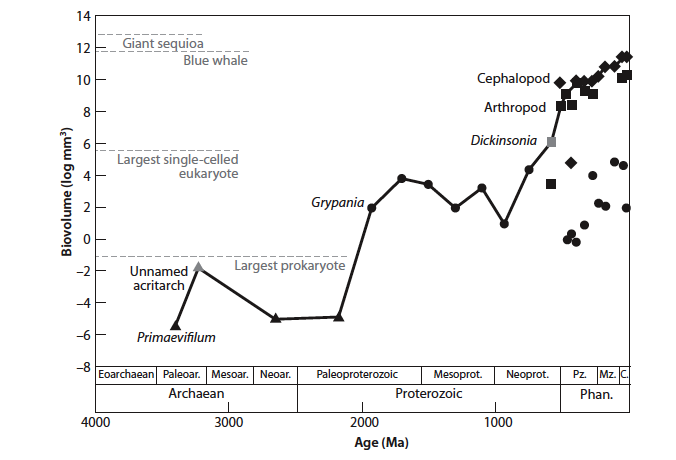 14
12
10
8
6
4
2
0
−2
−4
−6
−8
Biovolume (log mm³)
Giant sequioa
Blue whale
Largest single-celled
eukaryote
Largest prokaryote
Cephalopod
Arthropod
Dickinsonia
Grypania
Unnamed
acritarch
Primaevifilum
Eoarchaean Paleoar. Mesoar. Neoar. Paleoproterozoic Mesoprot. Neoprot. Pz. Mz. C.
Archaean Proterozoic Phan.
4000 3000 2000 1000
Age (Ma)